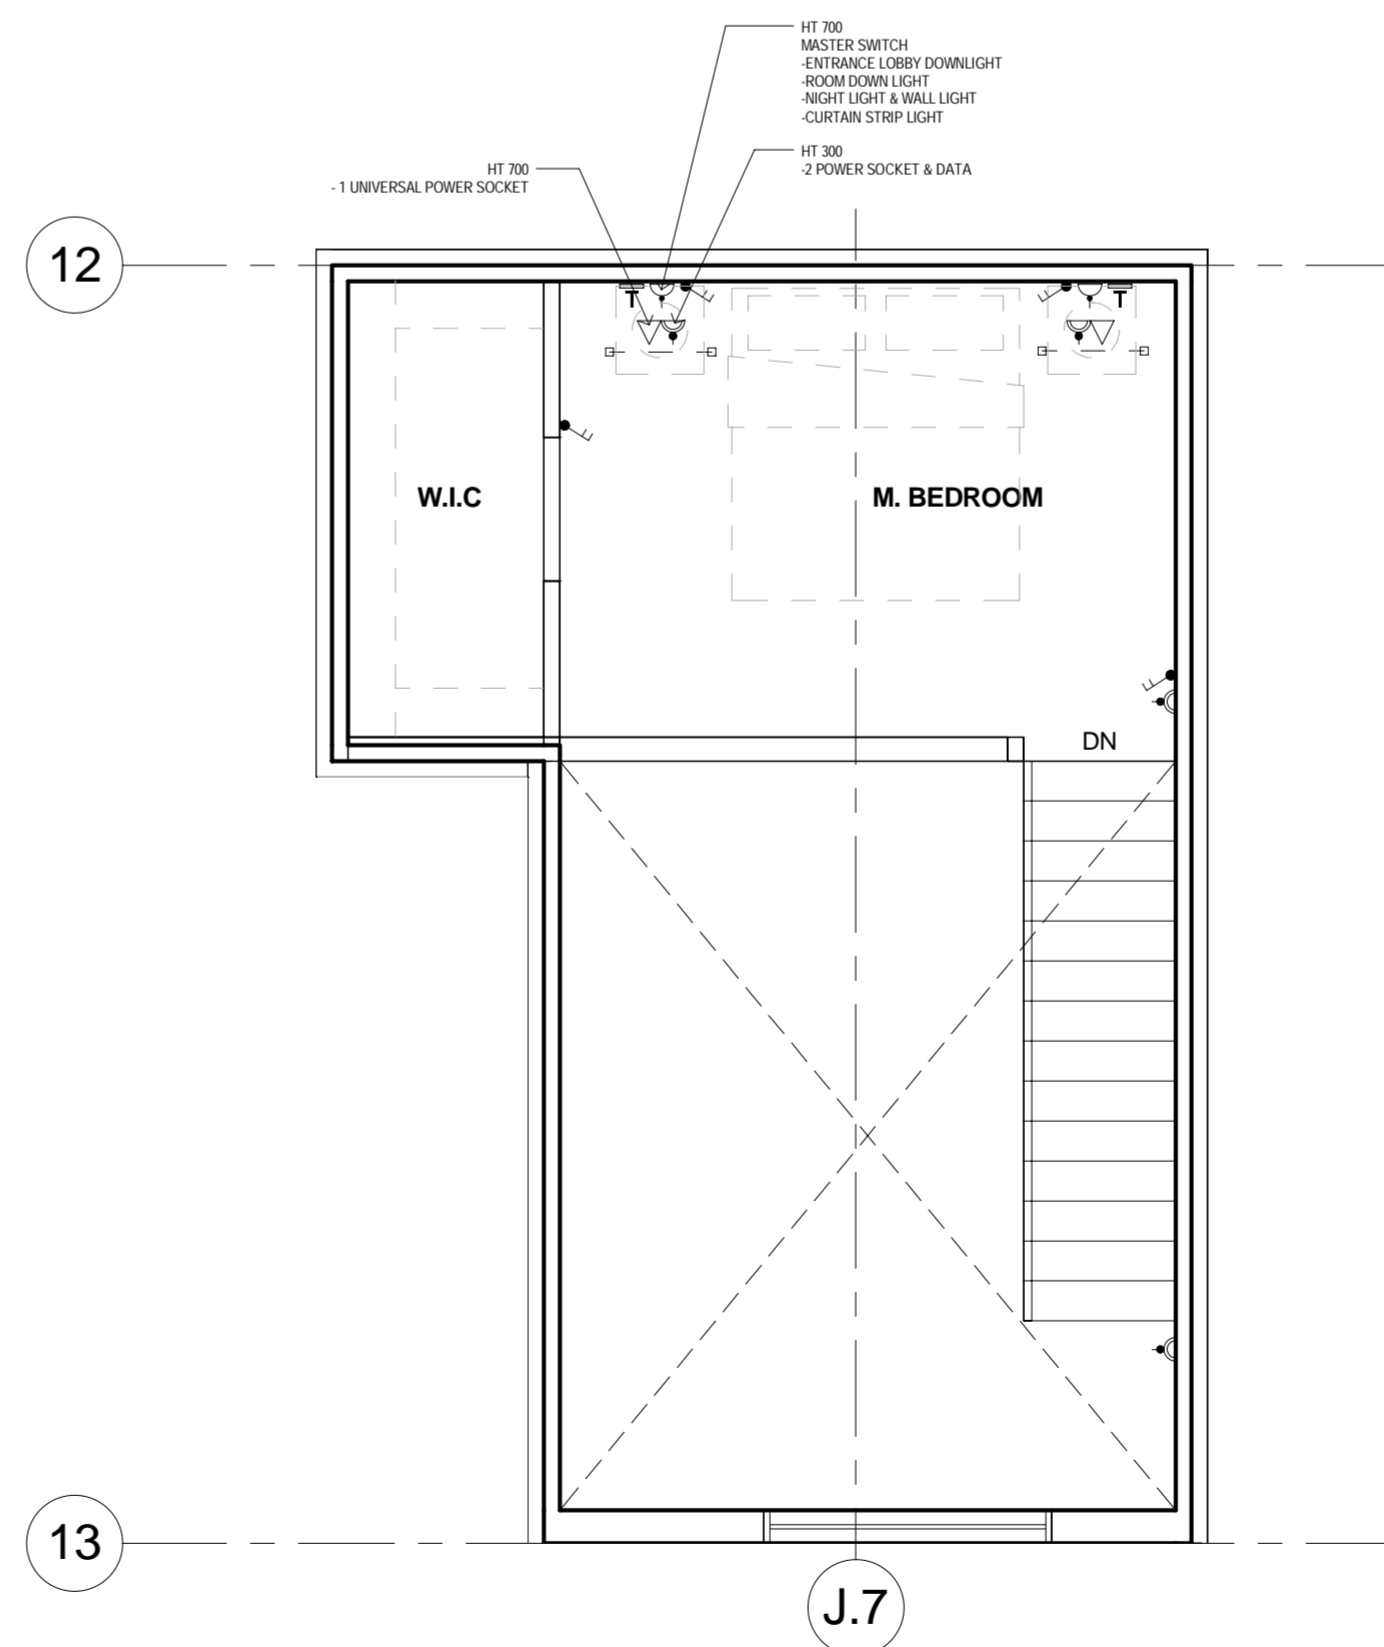 HT 700
MASTER SWITCH
-ENTRANCE LOBBY DOWNLIGHT
-ROOM DOWN LIGHT
-NIGHT LIGHT & WALL LIGHT
-CURTAIN STRIP LIGHT
HT 300
-2 POWER SOCKET & DATA
HT 700
- 1 UNIVERSAL POWER SOCKET
12
T
T
W.I.C
M. BEDROOM
DN
13
J.7